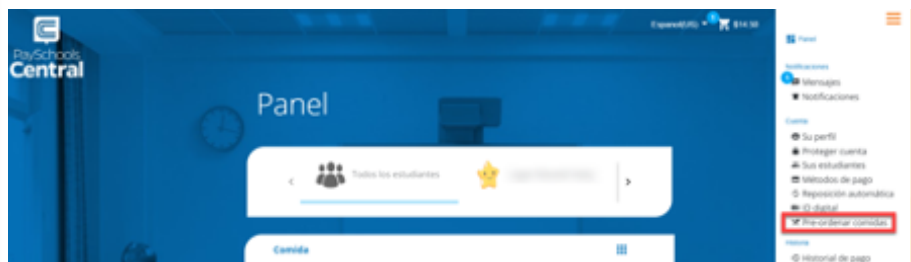 Espanol(US) $14.50
PaySchools
Central
Panel
Todos los estudiantes
Comida
Panel
Notificaciones
Mensajes
Notificaciones
Cuenta
Su perfil
Proteger cuenta
Sus estudiantes
Métodos de pago
Reposición automática
ID digital
Pre-ordenar comidas
Historia
Historial de pago